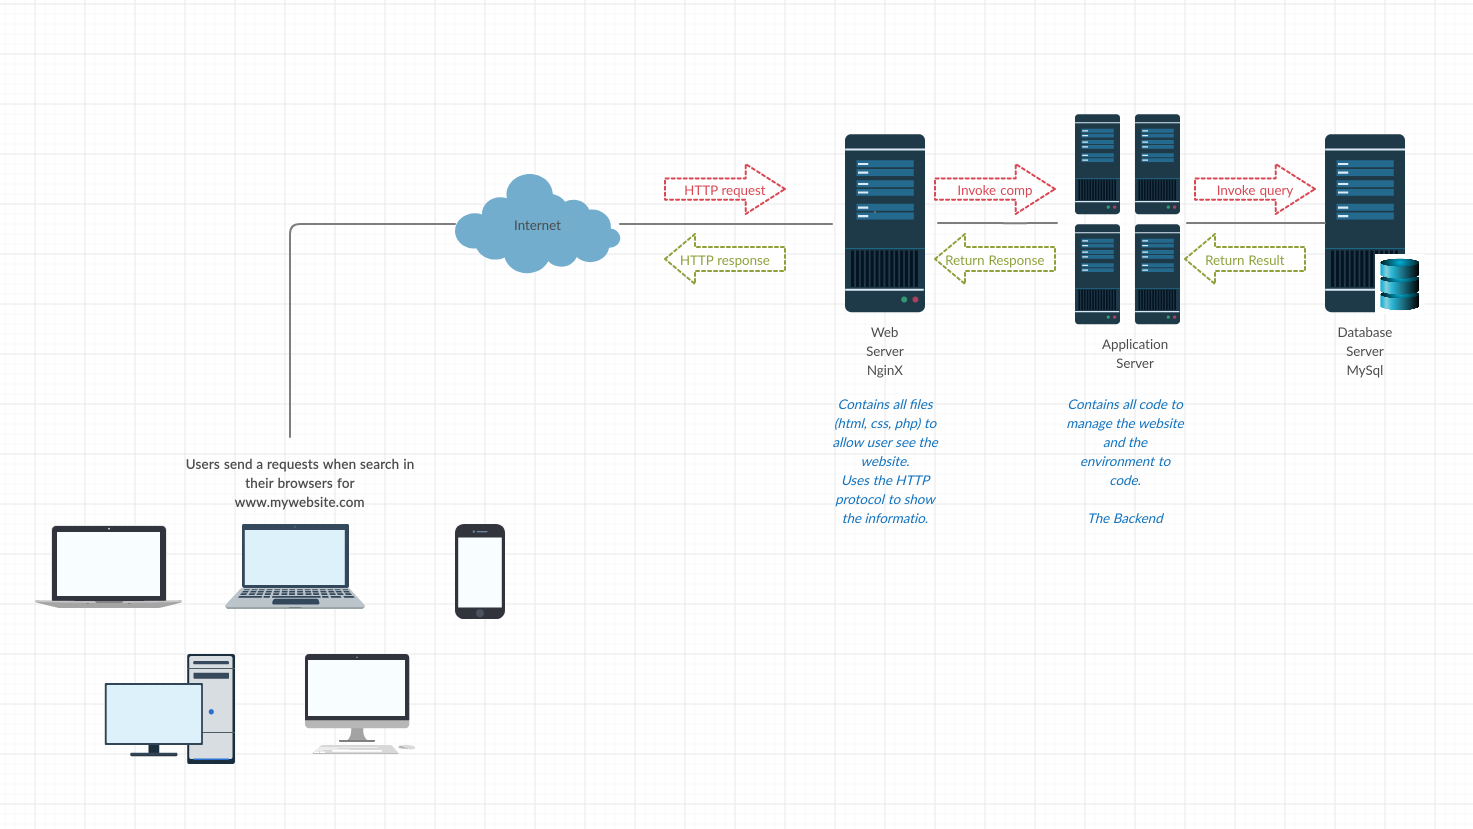 Internet
HTTP request
HTTP response
Invoke comp
Return Response
Invoke query
Return Result
Web
Server
NginX
Application
Server
Database
Server
MySql
Contains all files
(html, css, php) to
allow user see the
website.
Uses the HTTP
protocol to show
the informatio.
Contains all code to
manage the website
and the
environment to
code.
The Backend
Users send a requests when search in
their browsers for
www.mywebsite.com